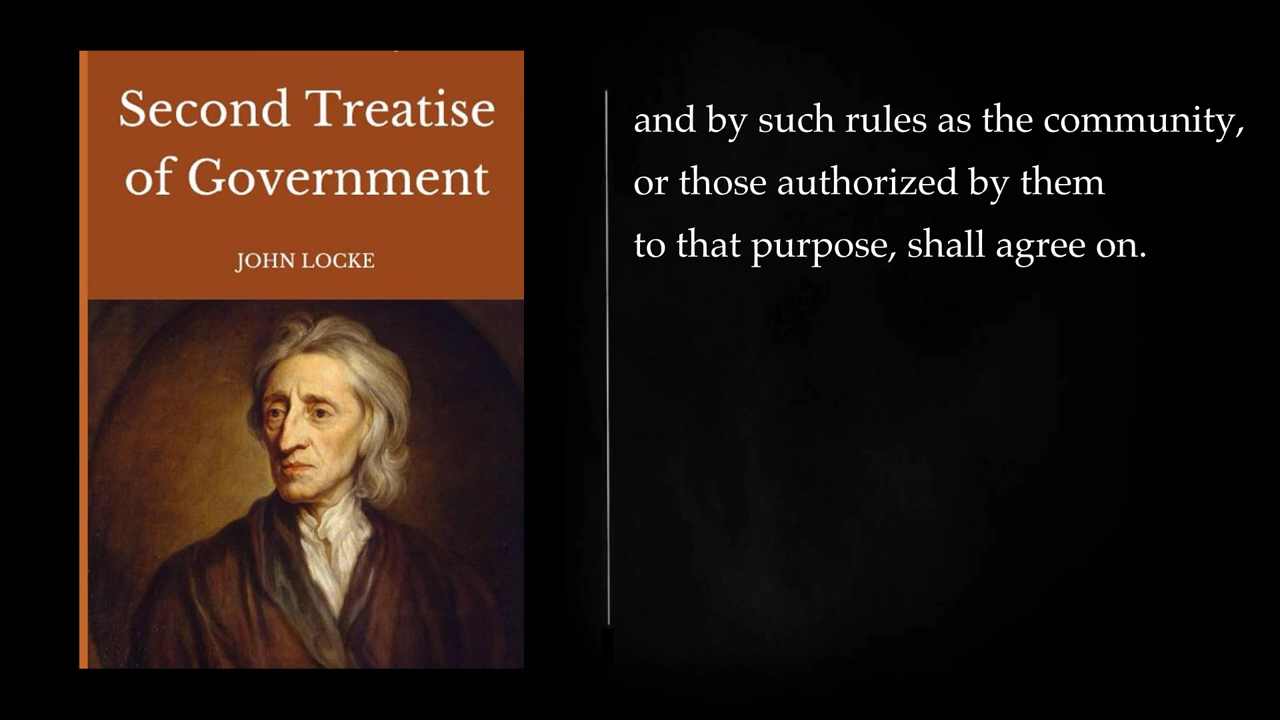 Second Treatise
of Government
JOHN LOCKE
and by such rules as the community,
or those authorized by them
to that purpose, shall agree on.